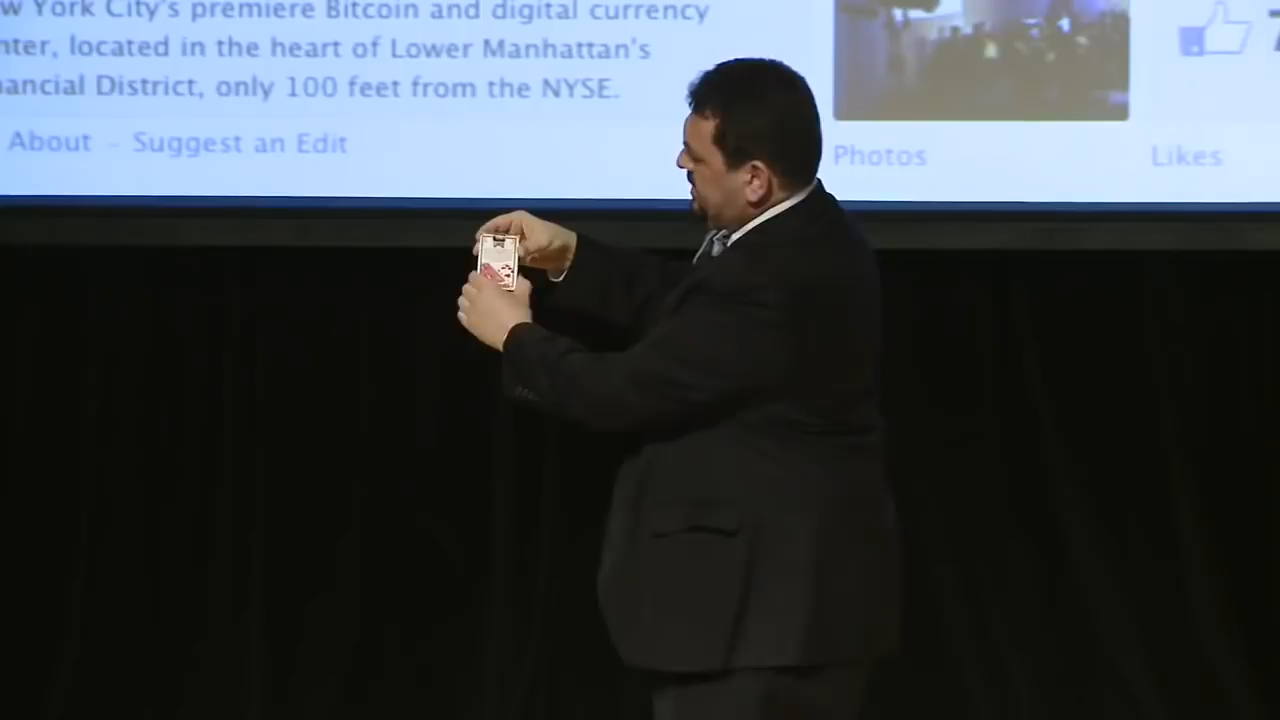 w York City's premiere Bitcoin and digital currency
nter, located in the heart of Lower Manhattan's
ancial District, only 100 feet from the NYSE.
About - Suggest an Edit
Photos
Likes